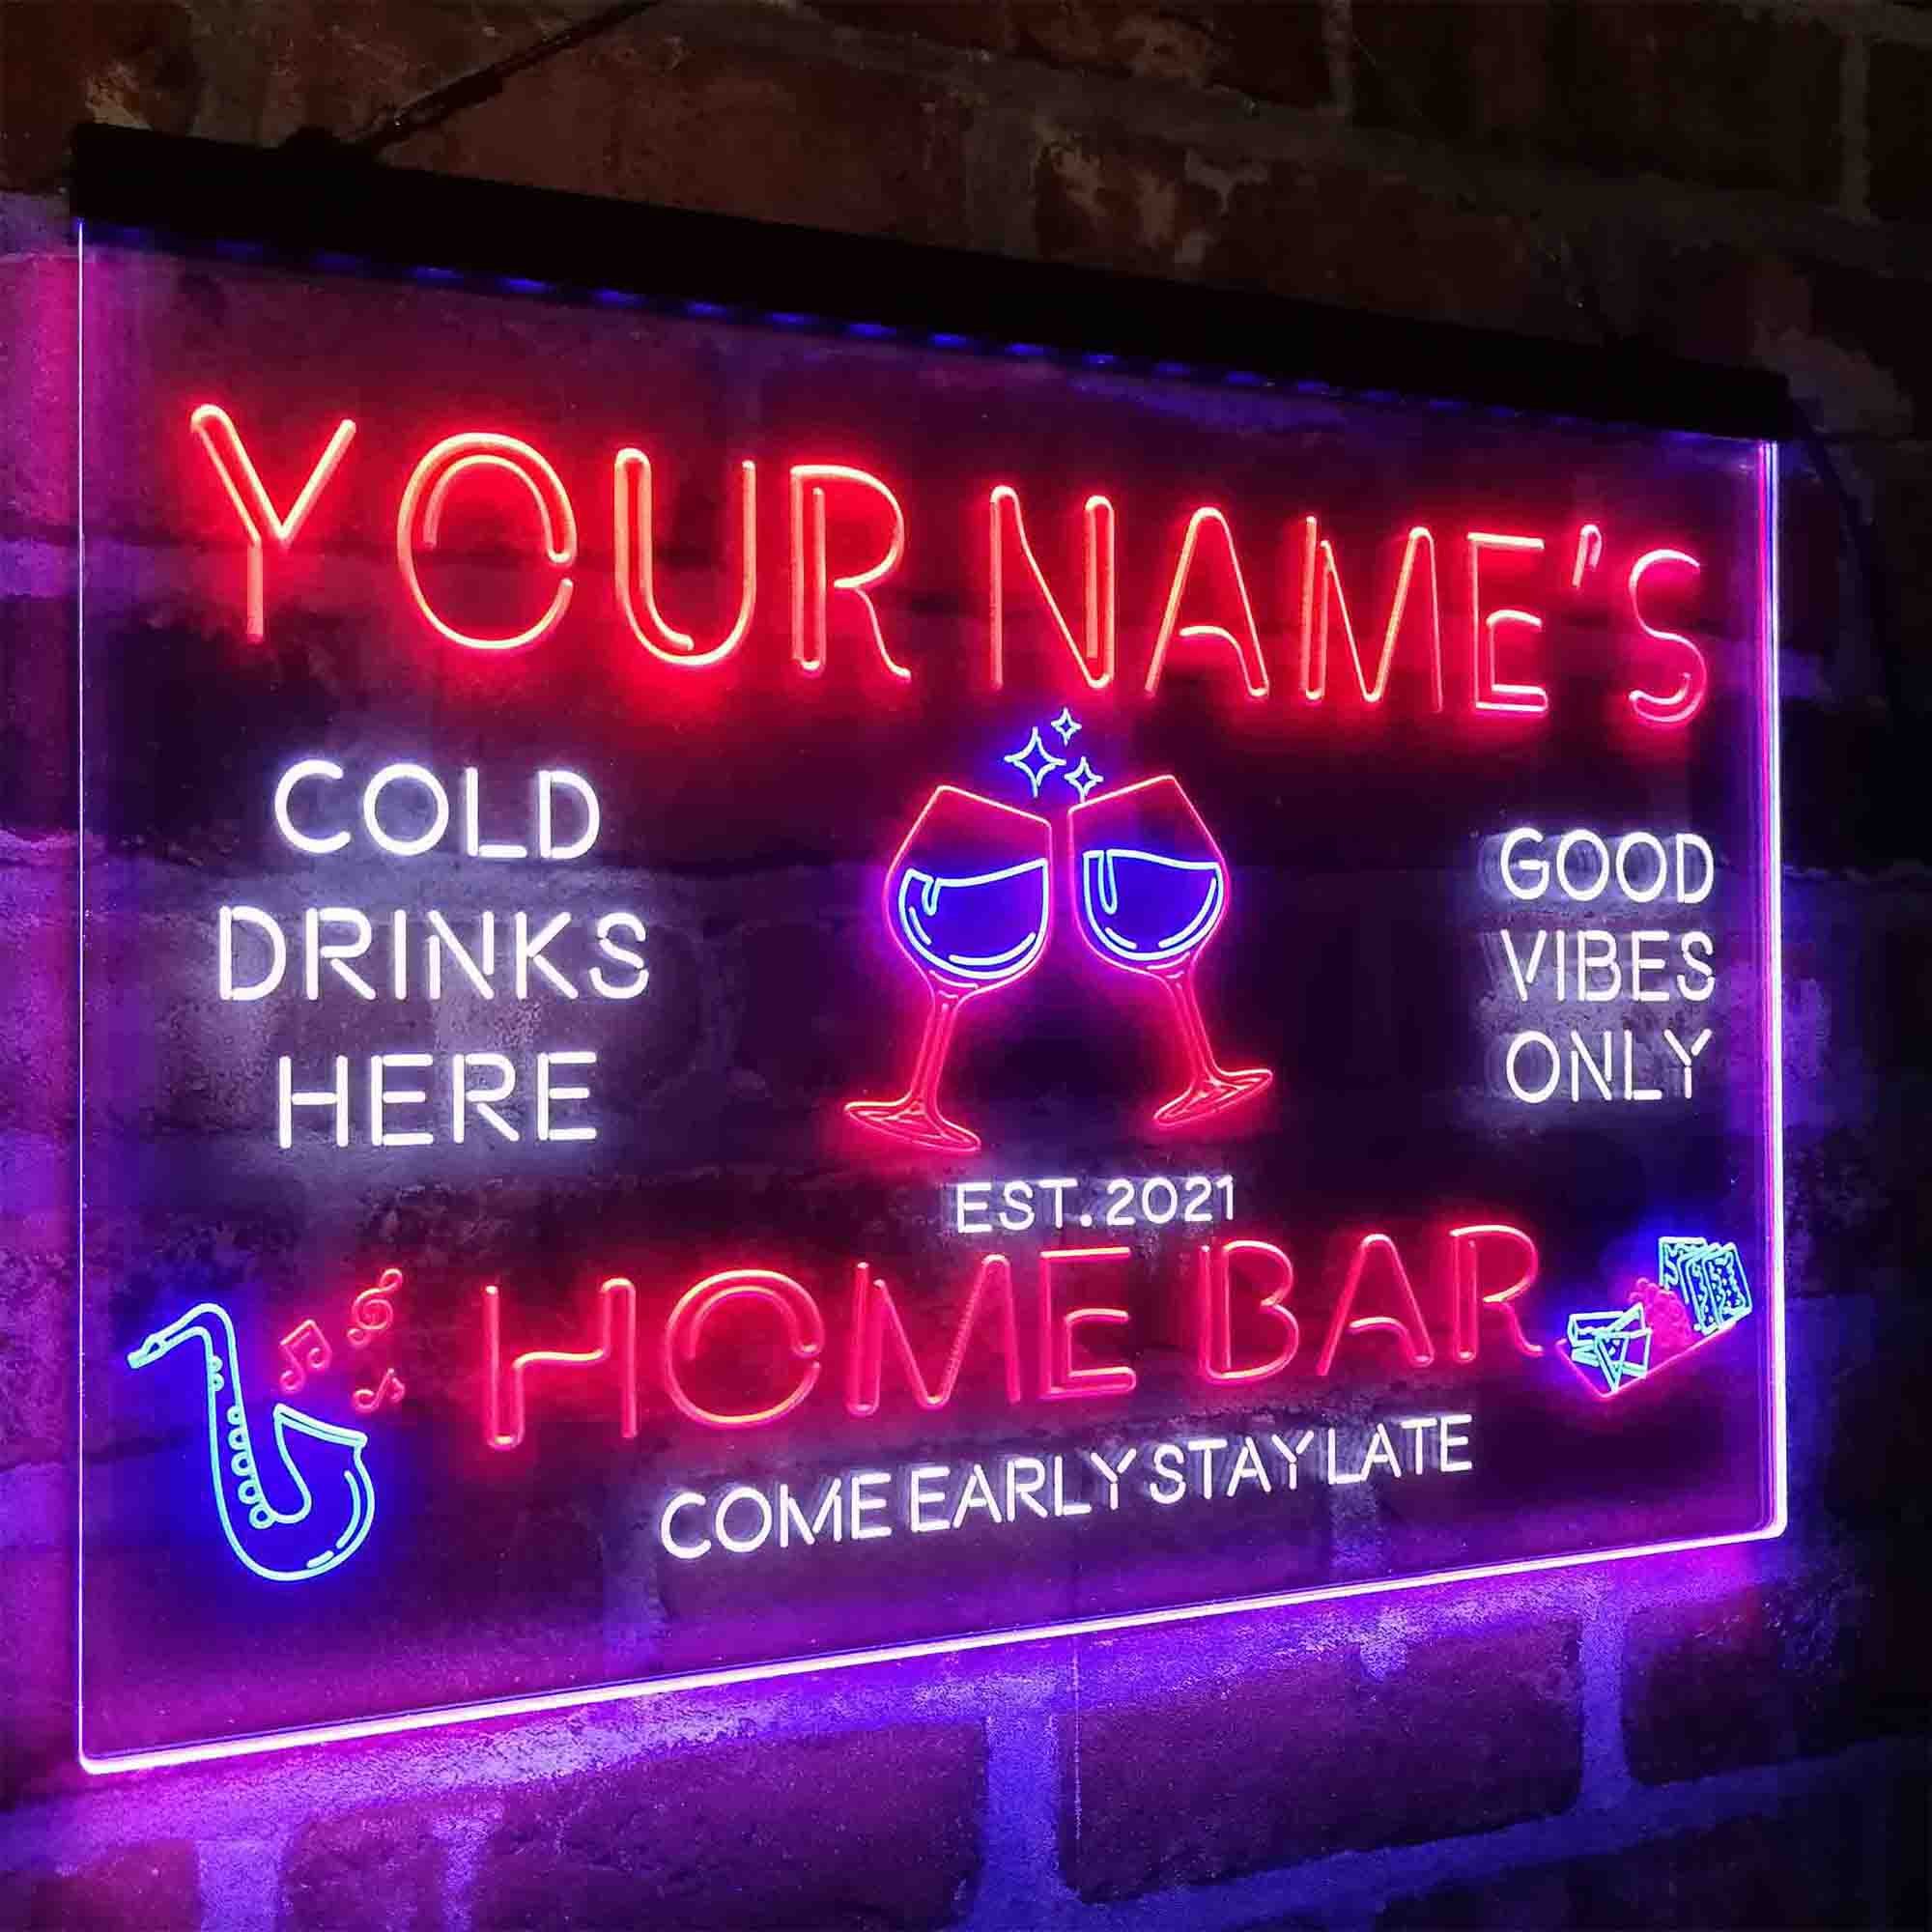 YOUR NAME'S
COLD
DRINKS
HERE
GOOD
VIBES
ONLY
EST.2021
HOME BAR
COME EARLY STAY LATE